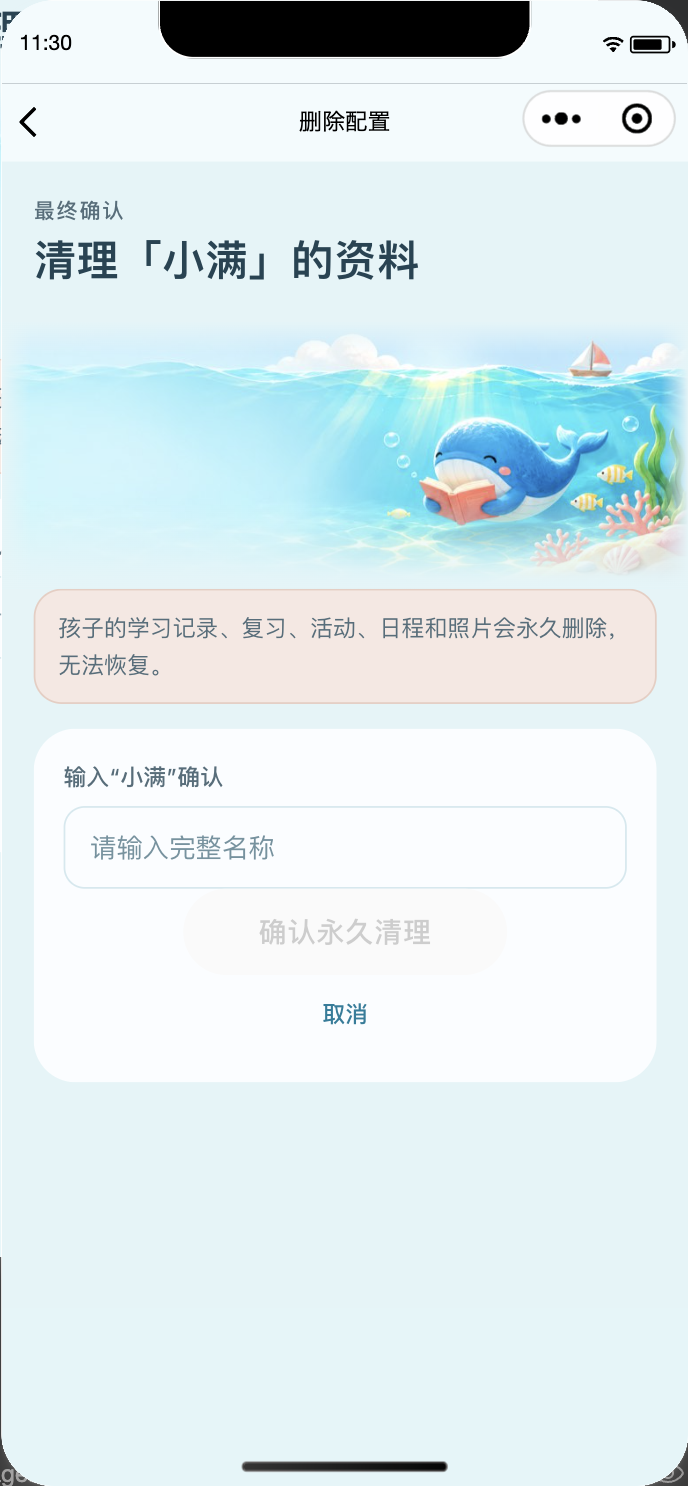 11:30
删除配置
最终确认
清理「小满」的资料
孩子的学习记录、复习、活动、日程和照片会永久删除，
无法恢复。
输入“小满”确认
请输入完整名称
确认永久清理
取消